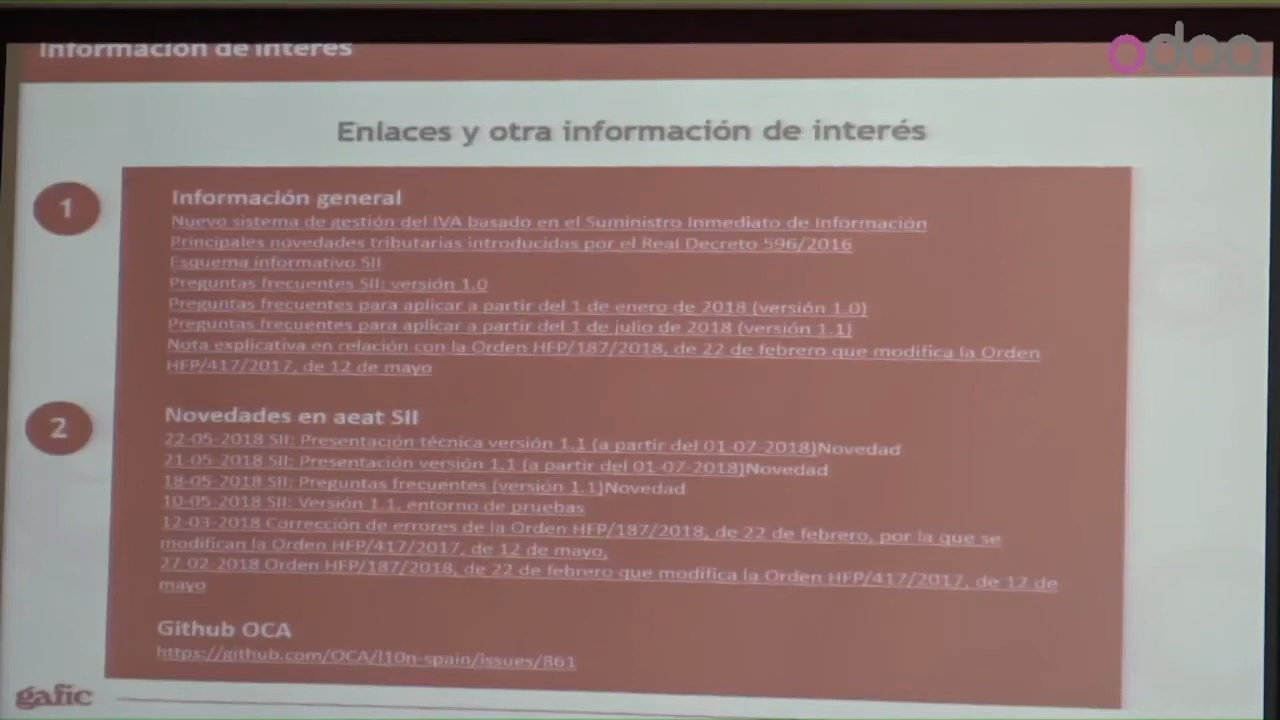 Información de interés
odoo
Enlaces y otra información de interés
1
Información general
Nuevo sistema de gestión del IVA basado en el Suministro Inmediato de Información
Principales novedades tributarias introducidas por el Real Decreto 596/2016
Esquema informativo SII
Preguntas frecuentes SII: versión 1.0
Preguntas frecuentes para aplicar a partir del 1 de enero de 2018 (versión 1.0)
Preguntas frecuentes para aplicar a partir del 1 de julio de 2018 (versión 1.1)
Nota explicativa en relación con la Orden HFP/187/2018, de 22 de febrero que modifica la Orden
HFP/417/2017, de 12 de mayo
2
Novedades en aeat SII
22-05-2018 SII: Presentación técnica versión 1.1 (a partir del 01-07-2018)Novedad
21-05-2018 SII: Presentación versión 1.1 (a partir del 01-07-2018)Novedad
18-05-2018 SII: Preguntas frecuentes (versión 1.1)Novedad
10-05-2018 SII: Versión 1.1. entorno de pruebas
12-03-2018 Corrección de errores de la Orden HFP/187/2018, de 22 de febrero, por la que se
modifican la Orden HFP/417/2017, de 12 de mayo,
27-02-2018 Orden HFP/187/2018, de 22 de febrero que modifica la Orden HFP/417/2017, de 12 de
mayo
Github OCA
https://github.com/OCA/l10n-spain/issues/861
gafic